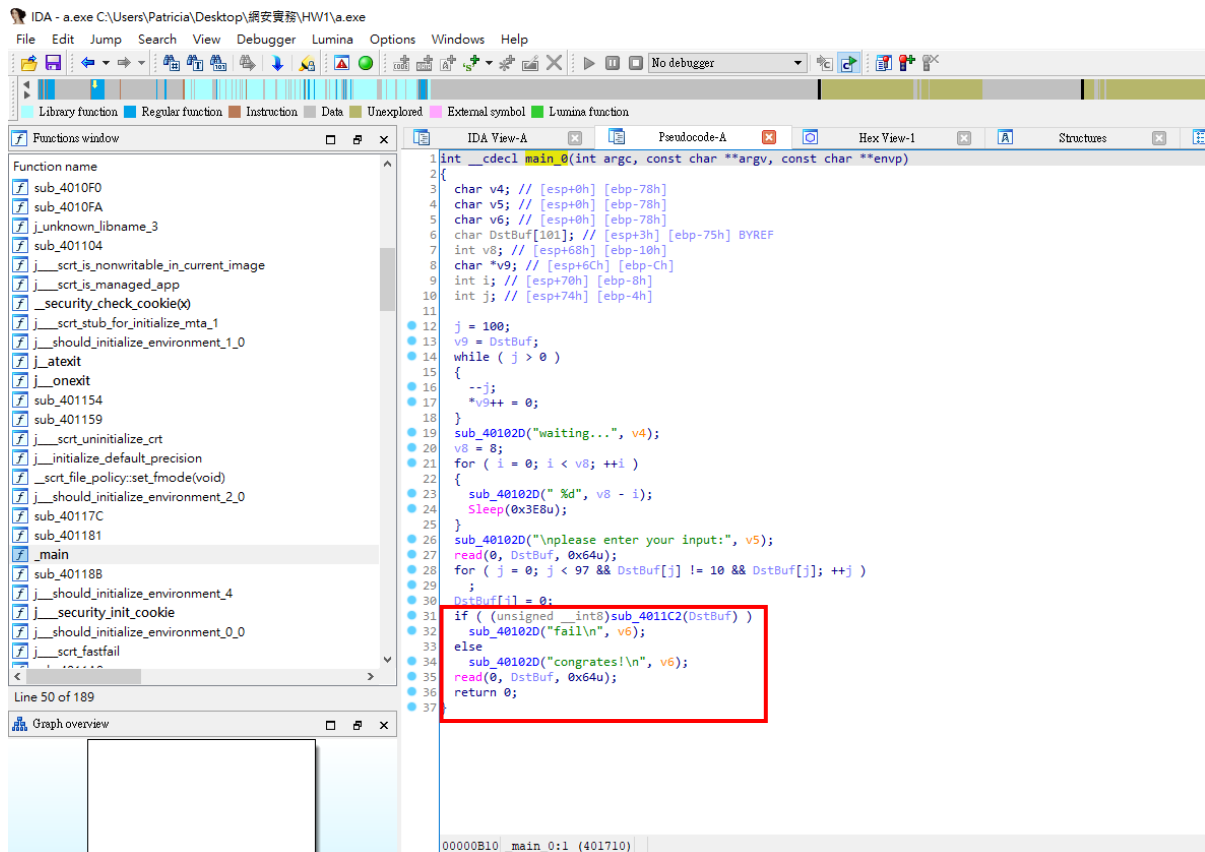 IDA - a.exe C:\Users\Patricia\Desktop\網安實務\HW1\a.exe
File Edit Jump Search View Debugger Lumina Options Windows Help
No debugger
Library function Regular function Instruction Data Unexplored External symbol Lumina function
Functions window
Function name
sub_4010F0
sub_4010FA
j_unknown_libname_3
sub_401104
j___scrt_is_nonwritable_in_current_image
j___scrt_is_managed_app
__security_check_cookie(x)
j___scrt_stub_for_initialize_mta_1
j__should_initialize_environment_1_0
j__atexit
j__onexit
sub_401154
sub_401159
j___scrt_uninitialize_crt
j__initialize_default_precision
__scrt_file_policy::set_fmode(void)
j__should_initialize_environment_2_0
sub_40117C
sub_401181
_main
sub_40118B
j__should_initialize_environment_4
j___security_init_cookie
j__should_initialize_environment_0_0
j___scrt_fastfail
Line 50 of 189
Graph overview
IDA View-A Pseudocode-A Hex View-1 Structures
1 int __cdecl main_0(int argc, const char **argv, const char **envp)
2 {
3 char v4; // [esp+0h] [ebp-78h]
4 char v5; // [esp+0h] [ebp-78h]
5 char v6; // [esp+0h] [ebp-78h]
6 char DstBuf[101]; // [esp+3h] [ebp-75h] BYREF
7 int v8; // [esp+68h] [ebp-10h]
8 char *v9; // [esp+6Ch] [ebp-Ch]
9 int i; // [esp+70h] [ebp-8h]
10 int j; // [esp+74h] [ebp-4h]
11
12 j = 100;
13 v9 = DstBuf;
14 while ( j > 0 )
15 {
16 --j;
17 *v9++ = 0;
18 }
19 sub_40102D("waiting...", v4);
20 v8 = 8;
21 for ( i = 0; i < v8; ++i )
22 {
23 sub_40102D(" %d", v8 - i);
24 Sleep(0x3E8u);
25 }
26 sub_40102D("\nplease enter your input:", v5);
27 read(0, DstBuf, 0x64u);
28 for ( j = 0; j < 97 && DstBuf[j] != 10 && DstBuf[j]; ++j )
29 ;
30 DstBuf[j] = 0;
31 if ( (unsigned __int8)sub_4011C2(DstBuf) )
32 sub_40102D("fail\n", v6);
33 else
34 sub_40102D("congrates!\n", v6);
35 read(0, DstBuf, 0x64u);
36 return 0;
37 }
00000B10 _main_0:1 (401710)